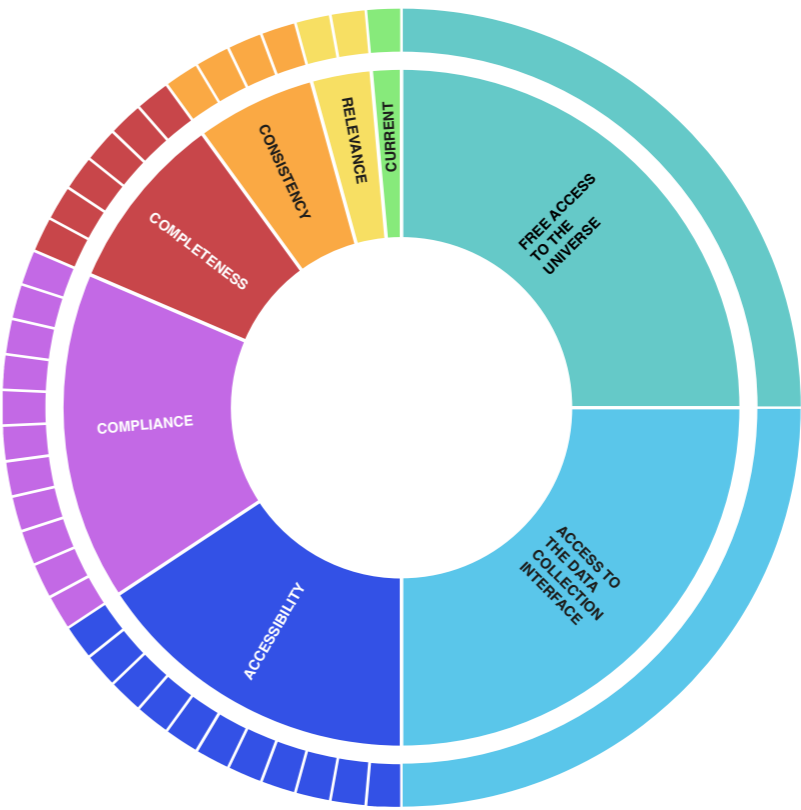 CURRENT
RELEVANCE
CONSISTENCY
COMPLETENESS
COMPLIANCE
ACCESSIBILITY
FREE ACCESS
TO THE
UNIVERSE
ACCESS TO
THE DATA
COLLECTION
INTERFACE